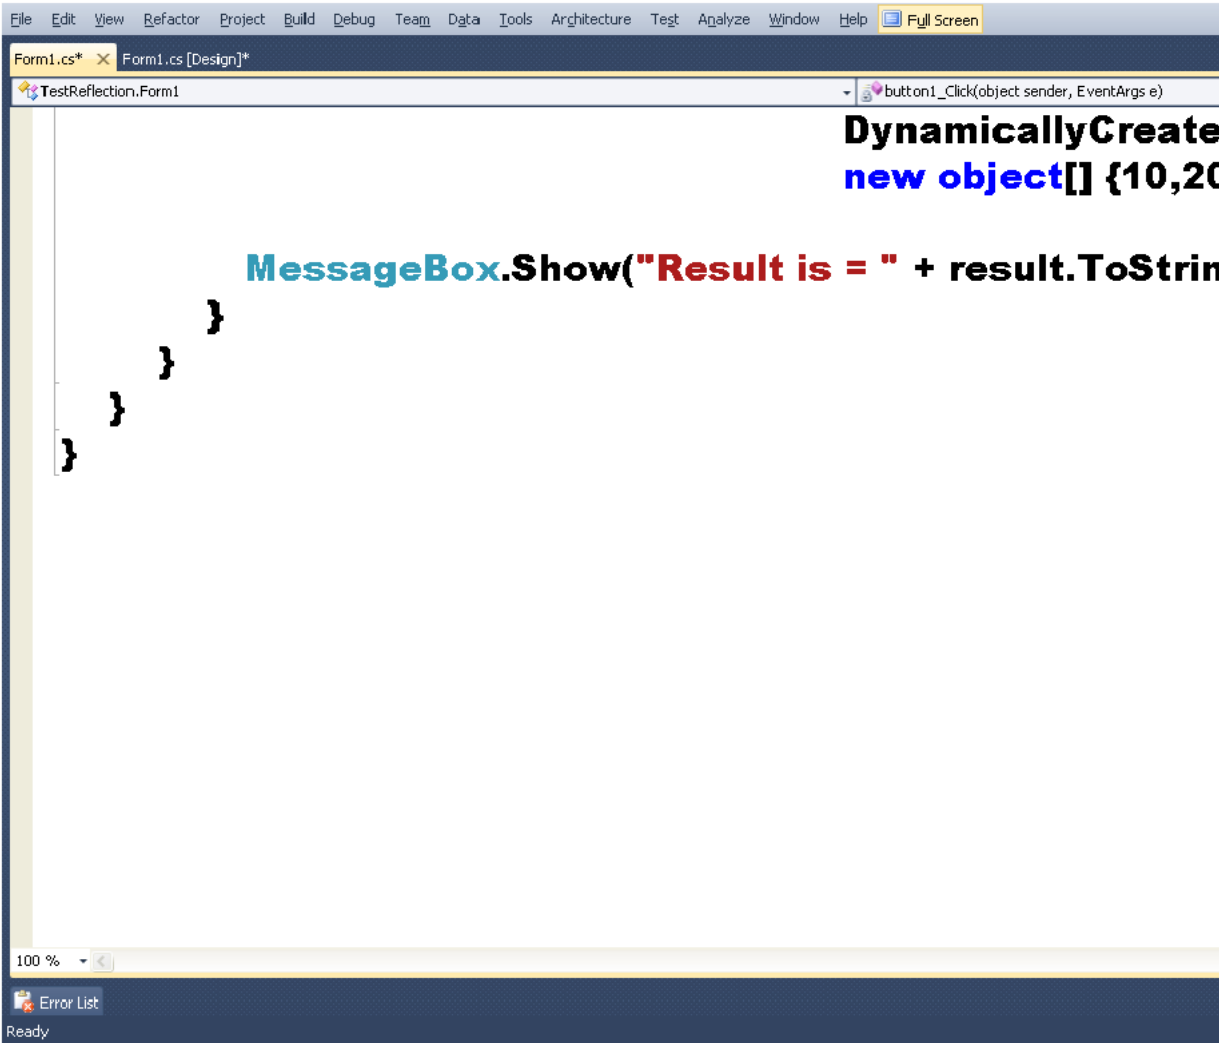 File Edit View Refactor Project Build Debug Team Data Tools Architecture Test Analyze Window Help Full Screen
Form1.cs* Form1.cs [Design]*
TestReflection.Form1 button1_Click(object sender, EventArgs e)
DynamicallyCreate
new object[] {10,20
MessageBox.Show("Result is = " + result.ToStrin
}
}
}
}
100 %
Error List
Ready